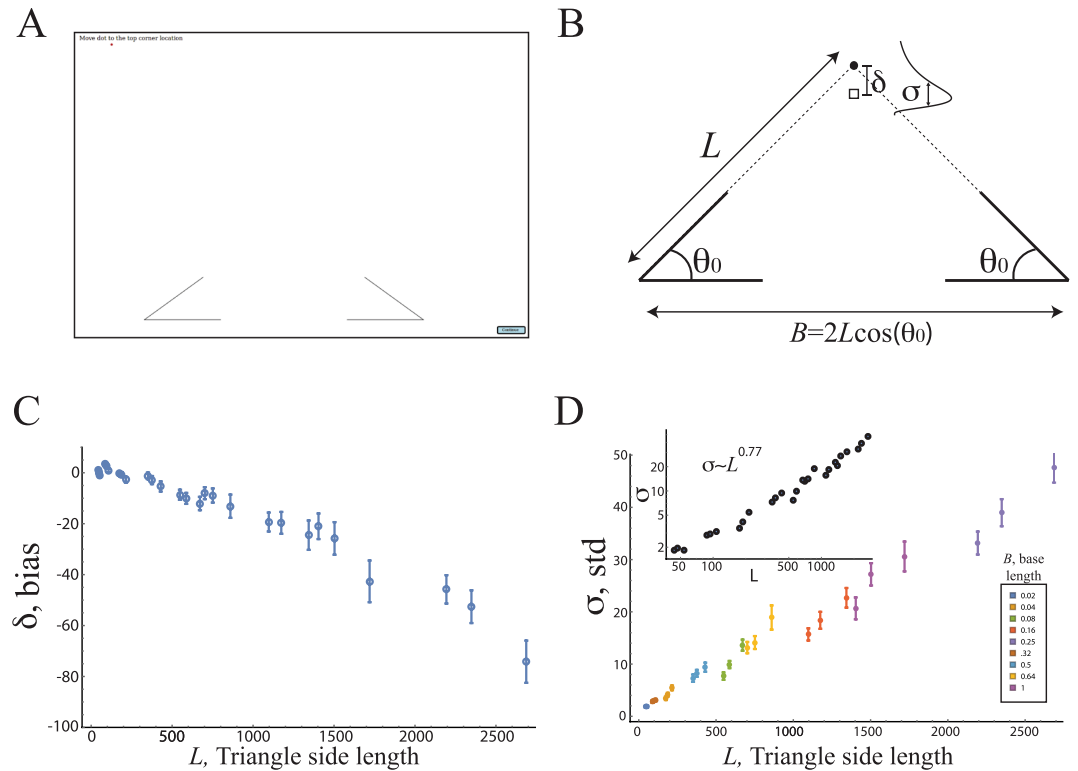 A
Move dot to the top corner location
Continue
B
L
δ
σ
θ0
θ0
B=2Lcos(θ0)
C
δ, bias
0
-20
-40
-60
-80
-100
0
500
1000
1500
2000
2500
L, Triangle side length
D
σ, std
50
40
30
20
10
0
0
500
1000
1500
2000
2500
L, Triangle side length
σ~L^0.77
σ
20
10
5
2
50
100
500
1000
L
B, base
length
0.02
0.04
0.08
0.16
0.25
.32
0.5
0.64
1